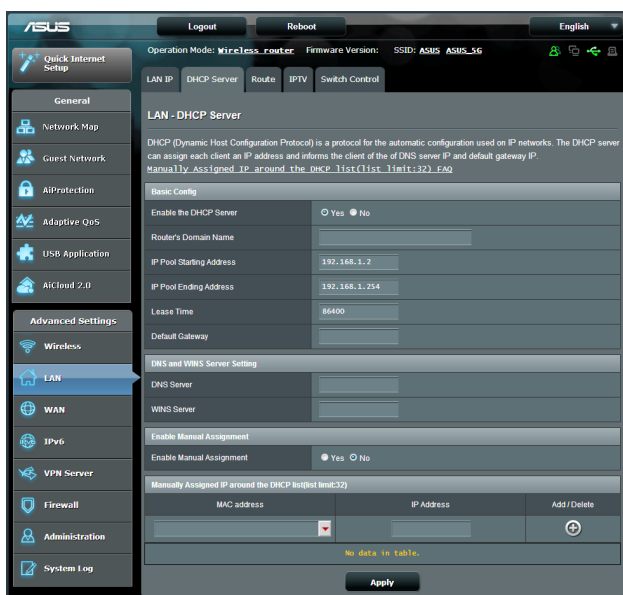 ASUS
Logout
Reboot
English
Quick Internet
Setup
Operation Mode: Wireless router Firmware Version: SSID: ASUS ASUS_5G
LAN IP
DHCP Server
Route
IPTV
Switch Control
General
Network Map
Guest Network
AiProtection
Adaptive QoS
USB Application
AiCloud 2.0
Advanced Settings
Wireless
LAN
WAN
IPv6
VPN Server
Firewall
Administration
System Log
LAN - DHCP Server
DHCP (Dynamic Host Configuration Protocol) is a protocol for the automatic configuration used on IP networks. The DHCP server
can assign each client an IP address and informs the client of the of DNS server IP and default gateway
IP.
Manually Assigned IP around the DHCP list(list limit:32) FAQ
Basic Config
Enable the DHCP Server
Yes No
Router's Domain Name
IP Pool Starting Address
192.168.1.2
IP Pool Ending Address
192.168.1.254
Lease Time
86400
Default Gateway
DNS and WINS Server Setting
DNS Server
WINS Server
Enable Manual Assignment
Enable Manual Assignment
Yes No
Manually Assigned IP around the DHCP list(list limit:32)
MAC address
IP Address
Add / Delete
No data in table.
Apply